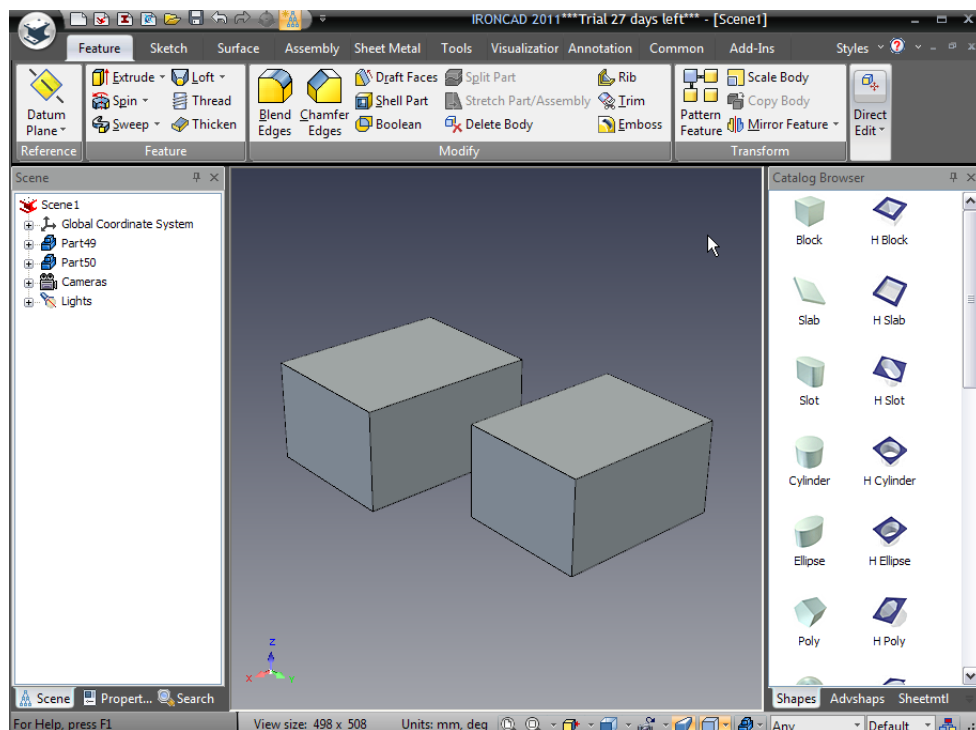 IRONCAD 2011***Trial 27 days left*** - [Scene1]
Feature Sketch Surface Assembly Sheet Metal Tools Visualization Annotation Common Add-Ins Styles
Datum Plane
Extrude Loft
Spin Thread
Sweep Thicken
Blend Edges
Chamfer Edges
Draft Faces
Shell Part
Boolean
Split Part
Stretch Part/Assembly
Delete Body
Rib
Trim
Emboss
Pattern Feature
Scale Body
Copy Body
Mirror Feature
Direct Edit
Reference Feature Modify Transform
Scene
Scene1
Global Coordinate System
Part49
Part50
Cameras
Lights
Z
X
Catalog Browser
Block H Block
Slab H Slab
Slot H Slot
Cylinder H Cylinder
Ellipse H Ellipse
Poly H Poly
Scene Propert... Search
Shapes Advshaps Sheetmtl
For Help, press F1 View size: 498 x 508 Units: mm, deg Any Default